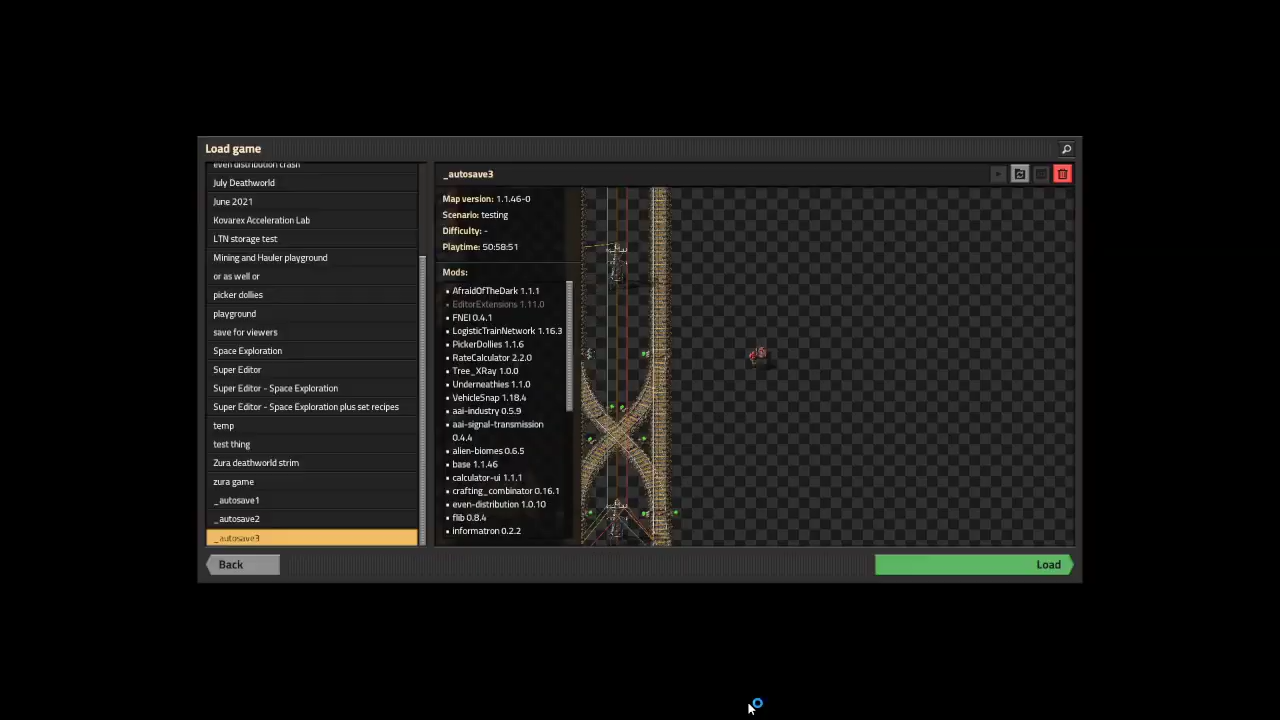 Load game
even distribution crash
July Deathworld
June 2021
Kovarex Acceleration Lab
LTN storage test
Mining and Hauler playground
or as well or
picker dollies
playground
save for viewers
Space Exploration
Super Editor
Super Editor - Space Exploration
Super Editor - Space Exploration plus set recipes
temp
test thing
Zura deathworld strim
zura game
_autosave1
_autosave2
_autosave3
_autosave3
Map version: 1.1.46-0
Scenario: testing
Difficulty: -
Playtime: 50:58:51
Mods:
• AfraidOfTheDark 1.1.1
• EditorExtensions 1.11.0
• FNEI 0.4.1
• LogisticTrainNetwork 1.16.3
• PickerDollies 1.1.6
• RateCalculator 2.2.0
• Tree_XRay 1.0.0
• Underneathies 1.1.0
• VehicleSnap 1.18.4
• aai-industry 0.5.9
• aai-signal-transmission
0.4.4
• alien-biomes 0.6.5
• base 1.1.46
• calculator-ui 1.1.1
• crafting_combinator 0.16.1
• even-distribution 1.0.10
• flib 0.8.4
• informatron 0.2.2
Back
Load